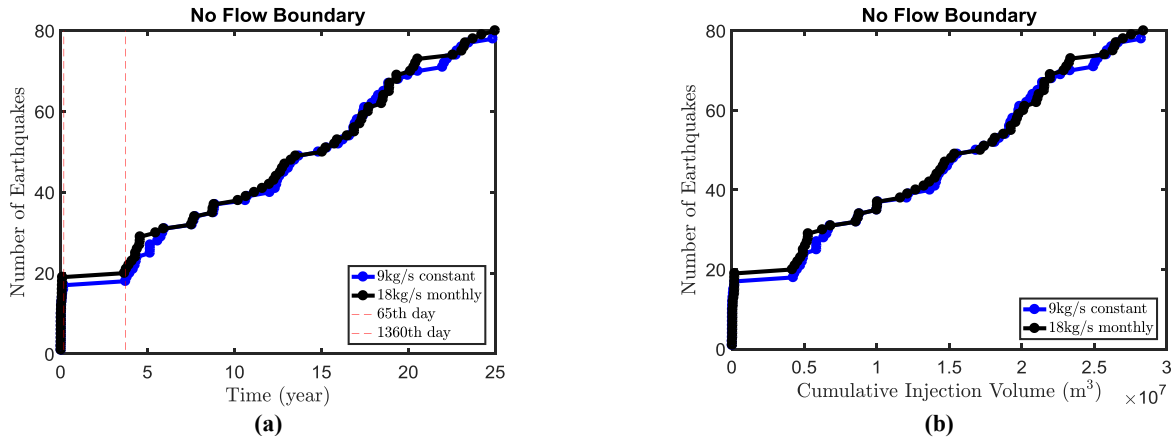 No Flow Boundary
80
60
40
20
0
Number of Earthquakes
0 5 10 15 20 25
Time (year)
9kg/s constant
18kg/s monthly
65th day
1360th day
(a)
No Flow Boundary
80
60
40
20
0
Number of Earthquakes
0 0.5 1 1.5 2 2.5 3
Cumulative Injection Volume (m³)
×10⁷
9kg/s constant
18kg/s monthly
(b)